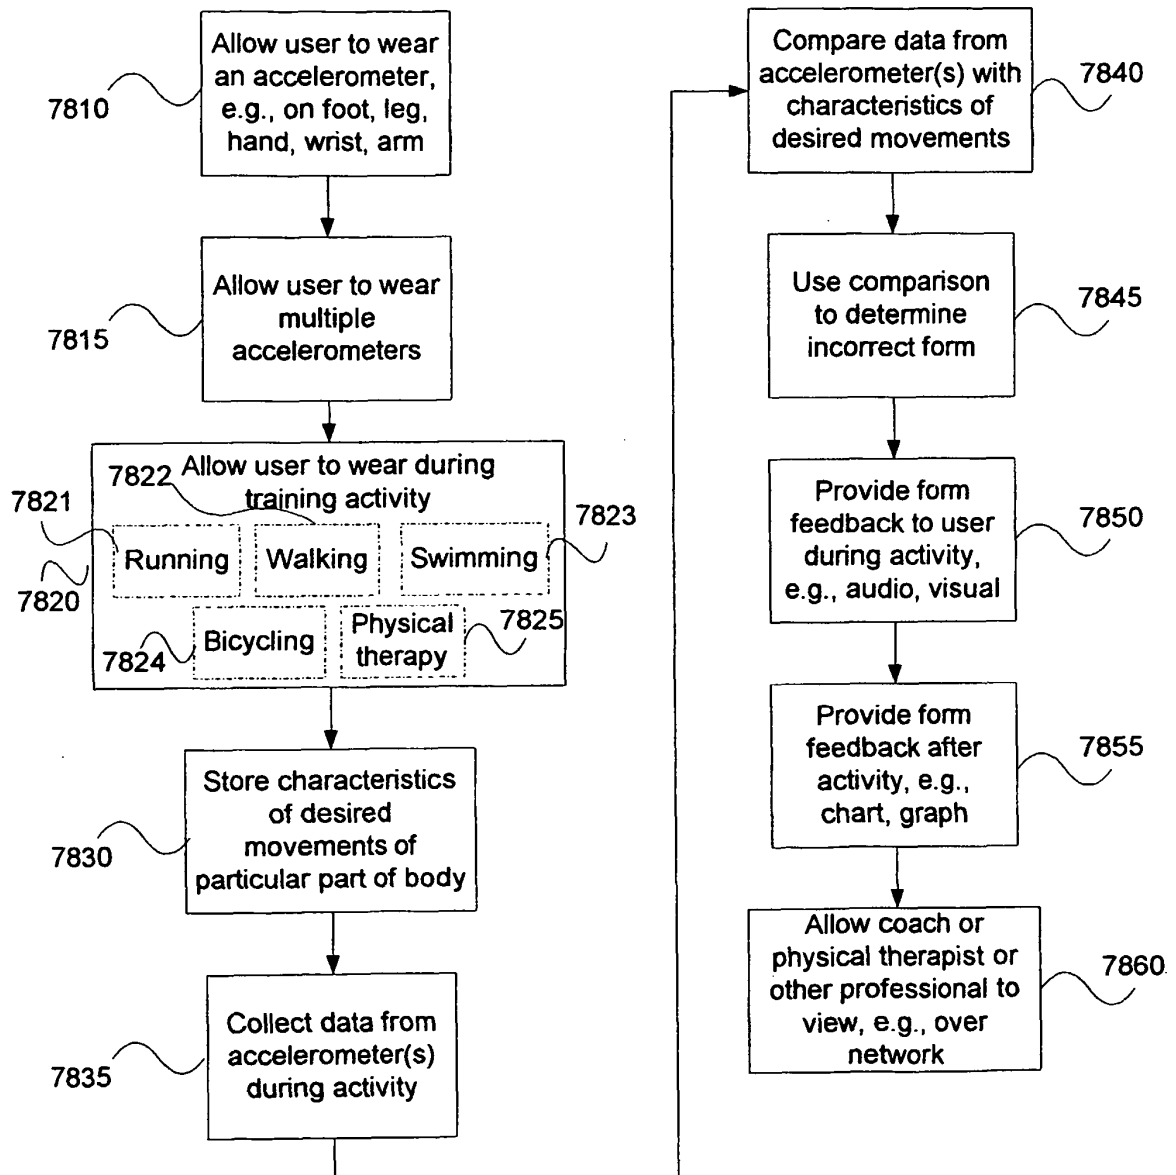 7810
Allow user to wear
an accelerometer,
e.g., on foot, leg,
hand, wrist, arm
7815
Allow user to wear
multiple
accelerometers
7820
Allow user to wear during
training activity
7821
Running
7822
Walking
7823
Swimming
7824
Bicycling
7825
Physical
therapy
7830
Store characteristics
of desired
movements of
particular part of body
7835
Collect data from
accelerometer(s)
during activity
Compare data from
accelerometer(s) with
characteristics of
desired movements
7840
Use comparison
to determine
incorrect form
7845
Provide form
feedback to user
during activity,
e.g., audio, visual
7850
Provide form
feedback after
activity, e.g.,
chart, graph
7855
Allow coach or
physical therapist or
other professional to
view, e.g., over
network
7860